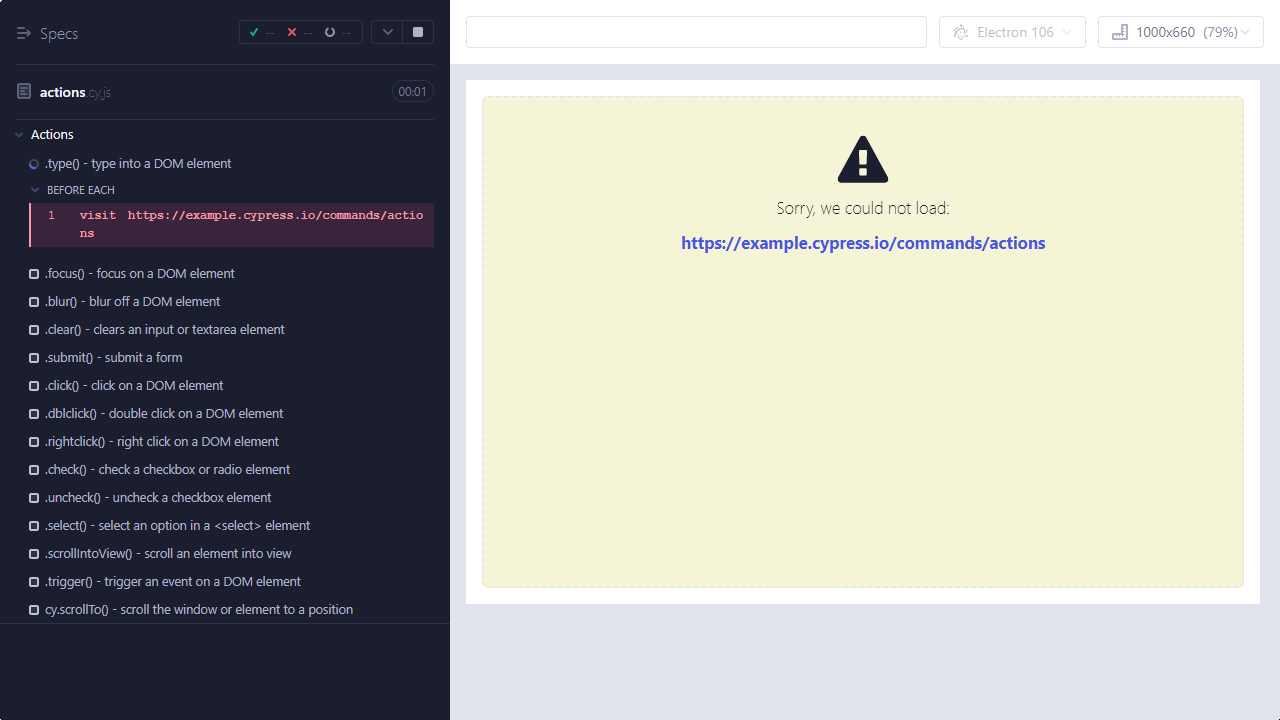 Specs
-- -- --
actions cy.js 00:01
Actions
.type() - type into a DOM element
BEFORE EACH
1 visit https://example.cypress.io/commands/actio
ns
.focus() - focus on a DOM element
.blur() - blur off a DOM element
.clear() - clears an input or textarea element
.submit() - submit a form
.click() - click on a DOM element
.dblclick() - double click on a DOM element
.rightclick() - right click on a DOM element
.check() - check a checkbox or radio element
.uncheck() - uncheck a checkbox element
.select() - select an option in a <select> element
.scrollIntoView() - scroll an element into view
.trigger() - trigger an event on a DOM element
cy.scrollTo() - scroll the window or element to a position
Electron 106
1000x660 (79%)
Sorry, we could not load:
https://example.cypress.io/commands/actions